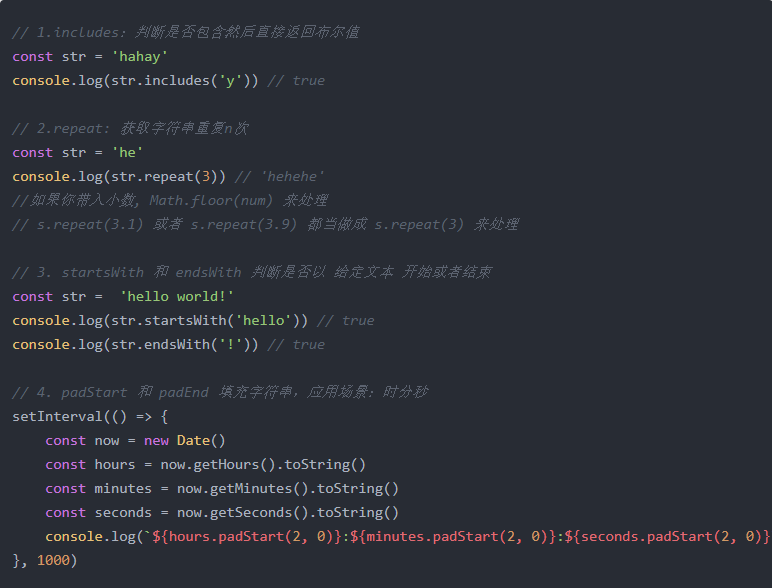 // 1.includes: 判断是否包含然后直接返回布尔值
const str = 'hahay'
console.log(str.includes('y')) // true
// 2.repeat: 获取字符串重复n次
const str = 'he'
console.log(str.repeat(3)) // 'hehehe'
//如果你带入小数, Math.floor(num) 来处理
// s.repeat(3.1) 或者 s.repeat(3.9) 都当做成 s.repeat(3) 来处理
// 3. startsWith 和 endsWith 判断是否以 给定文本 开始或者结束
const str =  'hello world!'
console.log(str.startsWith('hello')) // true
console.log(str.endsWith('!')) // true
// 4. padStart 和 padEnd 填充字符串，应用场景：时分秒
setInterval(() => {
    const now = new Date()
    const hours = now.getHours().toString()
    const minutes = now.getMinutes().toString()
    const seconds = now.getSeconds().toString()
    console.log(`${hours.padStart(2, 0)}:${minutes.padStart(2, 0)}:${seconds.padStart(2, 0)}
}, 1000)